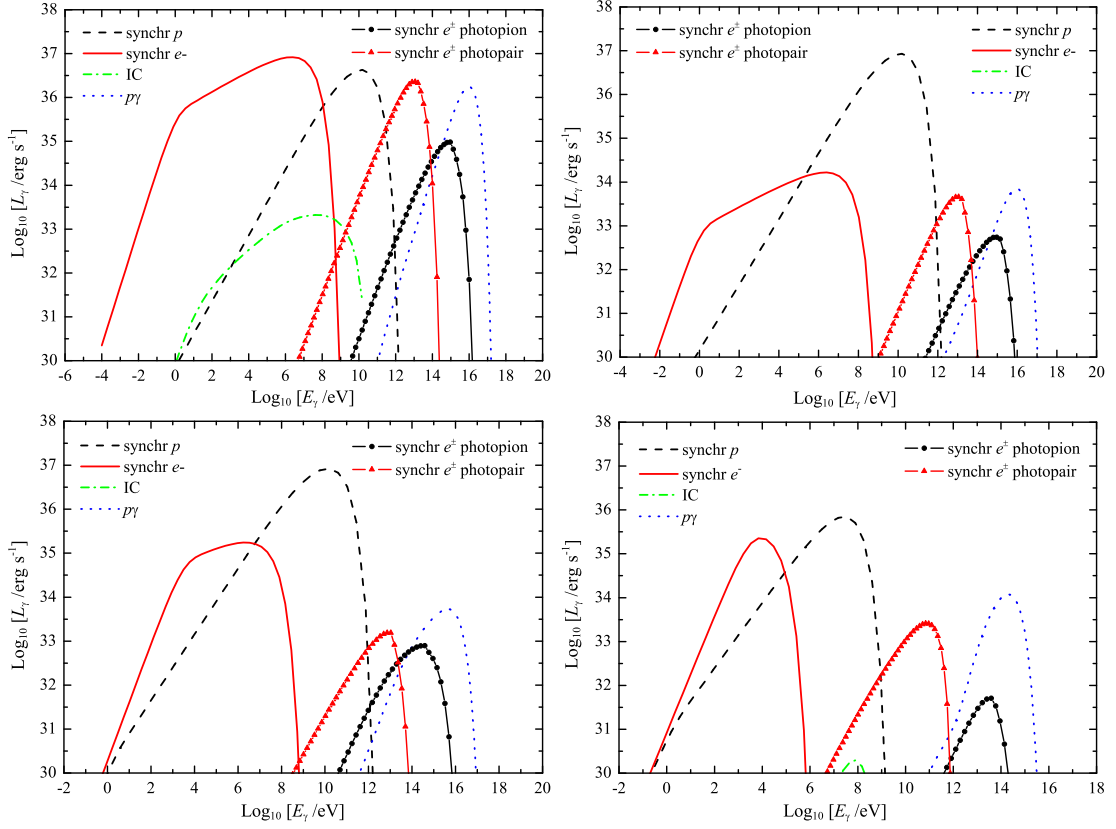 synchr p
synchr e-
IC
pγ
synchr e± photopion
synchr e± photopair
38
37
36
35
34
33
32
31
30
Log10 [Lγ /erg s-1]
-6 -4 -2 0 2 4 6 8 10 12 14 16 18 20
Log10 [Eγ /eV]
synchr e± photopion
synchr e± photopair
synchr p
synchr e-
IC
pγ
38
37
36
35
34
33
32
31
30
Log10 [Lγ /erg s-1]
-4 -2 0 2 4 6 8 10 12 14 16 18 20
Log10 [Eγ /eV]
synchr p
synchr e-
IC
pγ
synchr e± photopion
synchr e± photopair
38
37
36
35
34
33
32
31
30
Log10 [Lγ /erg s-1]
-2 0 2 4 6 8 10 12 14 16 18 20
Log10 [Eγ /eV]
synchr p
synchr e-
IC
pγ
synchr e± photopion
synchr e± photopair
38
37
36
35
34
33
32
31
30
Log10 [Lγ /erg s-1]
-2 0 2 4 6 8 10 12 14 16 18
Log10 [Eγ /eV]